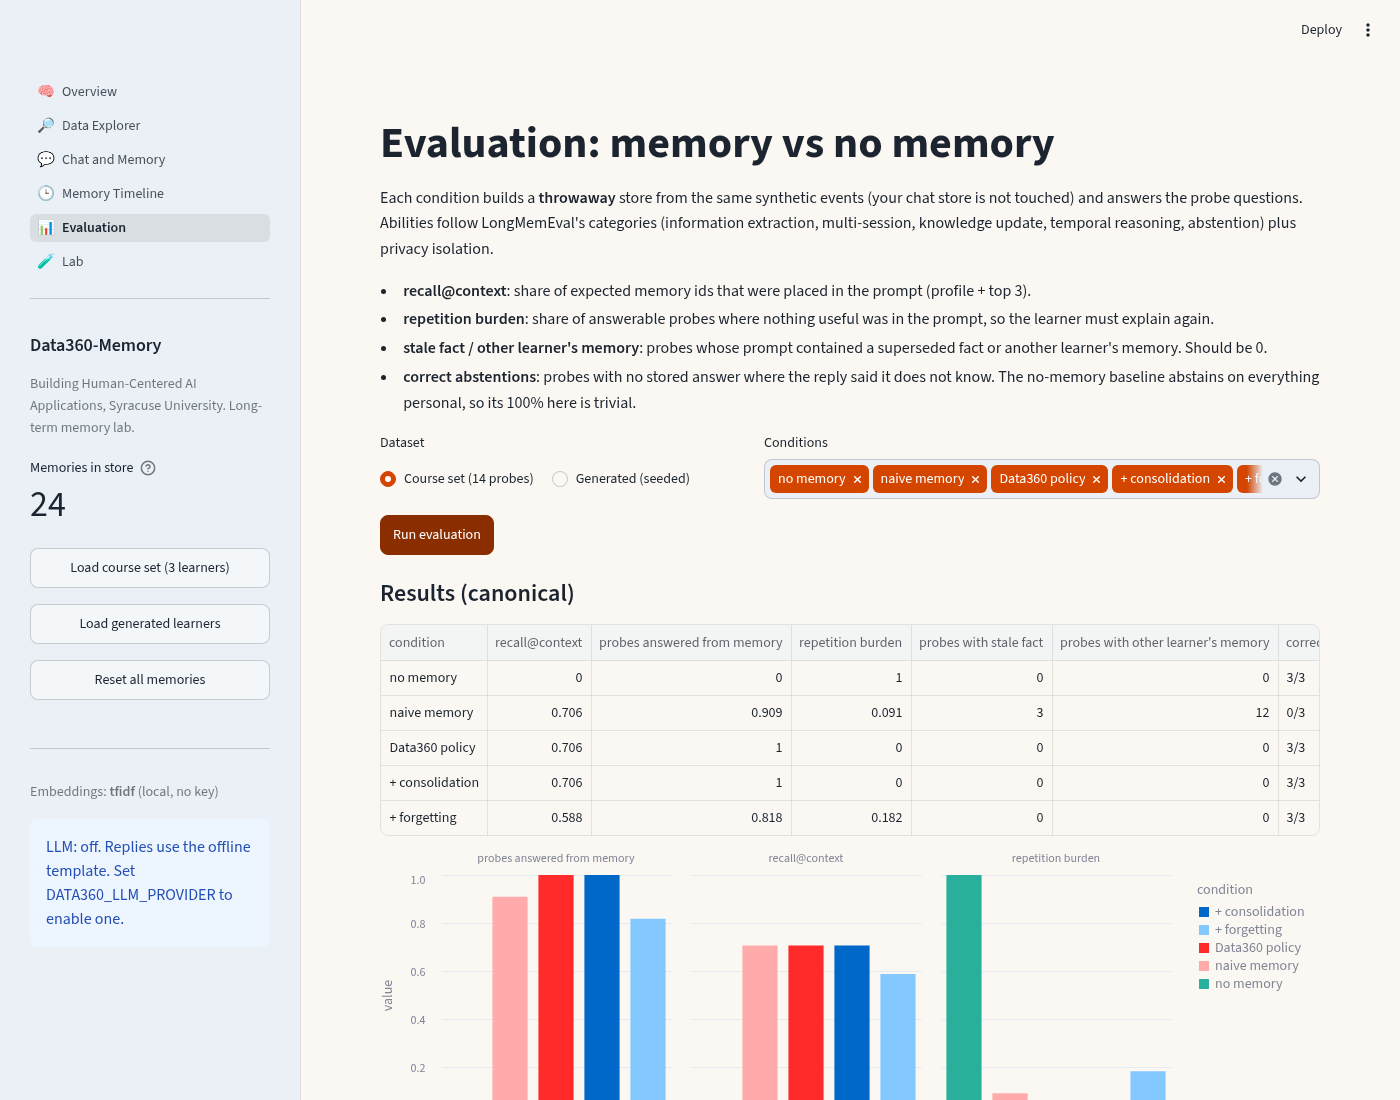 Deploy
Overview
Data Explorer
Chat and Memory
Memory Timeline
Evaluation
Lab
Data360-Memory
Building Human-Centered AI
Applications, Syracuse University. Long-
term memory lab.
Memories in store
24
Load course set (3 learners)
Load generated learners
Reset all memories
Embeddings: tfidf (local, no key)
LLM: off. Replies use the offline
template. Set
DATA360_LLM_PROVIDER to
enable one.
Evaluation: memory vs no memory
Each condition builds a throwaway store from the same synthetic events (your chat store is not touched) and answers the probe questions.
Abilities follow LongMemEval's categories (information extraction, multi-session, knowledge update, temporal reasoning, abstention) plus
privacy isolation.
• recall@context: share of expected memory ids that were placed in the prompt (profile + top 3).
• repetition burden: share of answerable probes where nothing useful was in the prompt, so the learner must explain again.
• stale fact / other learner's memory: probes whose prompt contained a superseded fact or another learner's memory. Should be 0.
• correct abstentions: probes with no stored answer where the reply said it does not know. The no-memory baseline abstains on everything
personal, so its 100% here is trivial.
Dataset
Course set (14 probes) Generated (seeded)
Conditions
no memory naive memory Data360 policy + consolidation + f
Run evaluation
Results (canonical)
condition recall@context probes answered from memory repetition burden probes with stale fact probes with other learner's memory correc
no memory 0 0 1 0 0 3/3
naive memory 0.706 0.909 0.091 3 12 0/3
Data360 policy 0.706 1 0 0 0 3/3
+ consolidation 0.706 1 0 0 0 3/3
+ forgetting 0.588 0.818 0.182 0 0 3/3
probes answered from memory recall@context repetition burden
1.0
0.8
0.6
0.4
0.2
value
condition
+ consolidation
+ forgetting
Data360 policy
naive memory
no memory